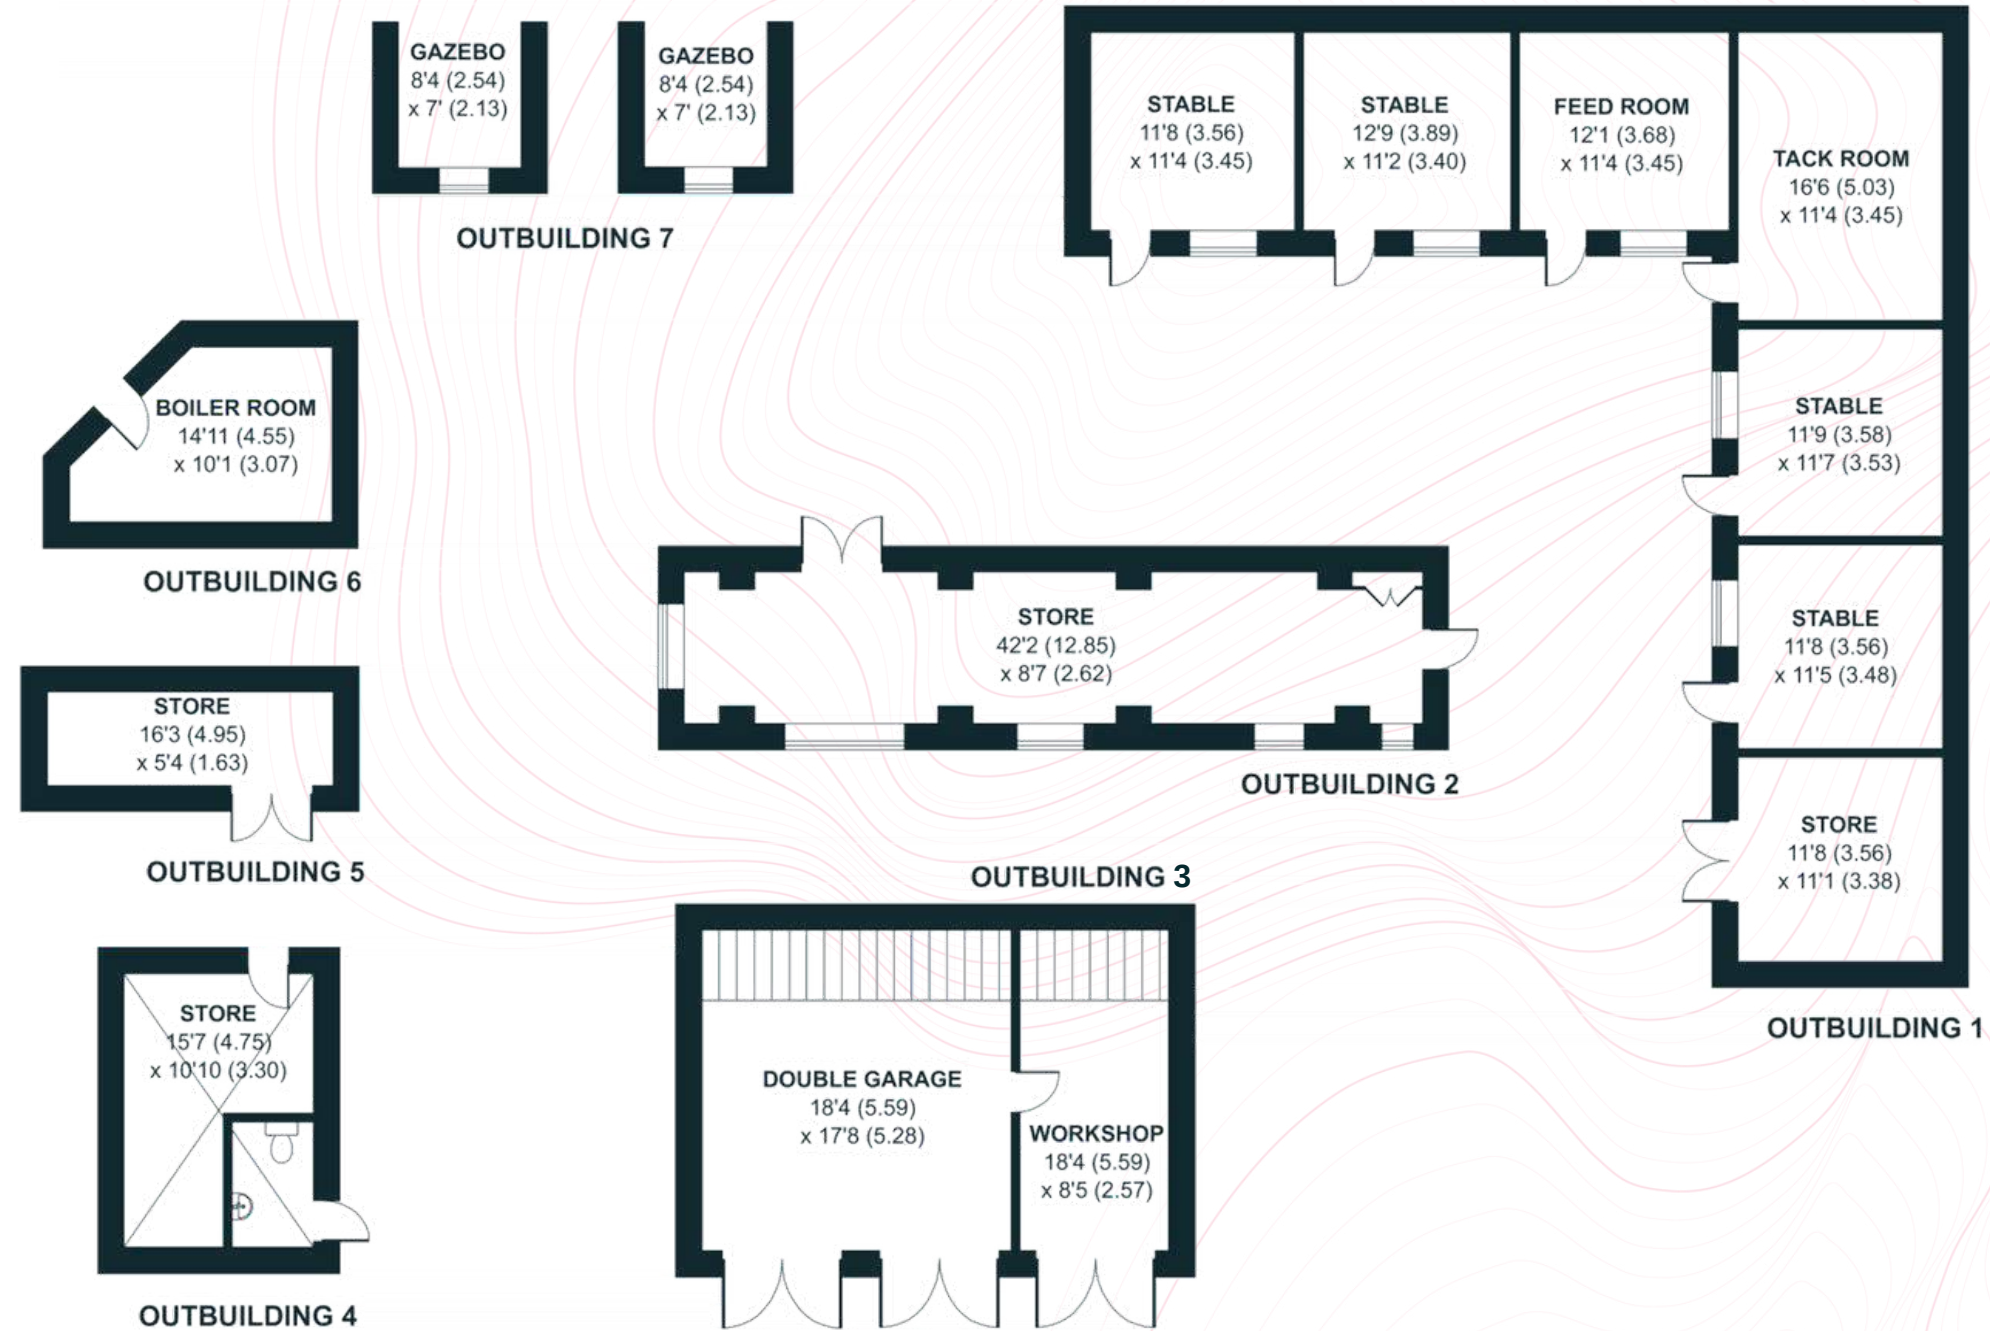 GAZEBO
8'4 (2.54)
x 7' (2.13)
GAZEBO
8'4 (2.54)
x 7' (2.13)
OUTBUILDING 7
STABLE
11'8 (3.56)
x 11'4 (3.45)
STABLE
12'9 (3.89)
x 11'2 (3.40)
FEED ROOM
12'1 (3.68)
x 11'4 (3.45)
TACK ROOM
16'6 (5.03)
x 11'4 (3.45)
STABLE
11'9 (3.58)
x 11'7 (3.53)
STABLE
11'8 (3.56)
x 11'5 (3.48)
STORE
11'8 (3.56)
x 11'1 (3.38)
OUTBUILDING 1
BOILER ROOM
14'11 (4.55)
x 10'1 (3.07)
OUTBUILDING 6
STORE
42'2 (12.85)
x 8'7 (2.62)
OUTBUILDING 2
STORE
16'3 (4.95)
x 5'4 (1.63)
OUTBUILDING 5
OUTBUILDING 3
DOUBLE GARAGE
18'4 (5.59)
x 17'8 (5.28)
WORKSHOP
18'4 (5.59)
x 8'5 (2.57)
STORE
15'7 (4.75)
x 10'10 (3.30)
OUTBUILDING 4